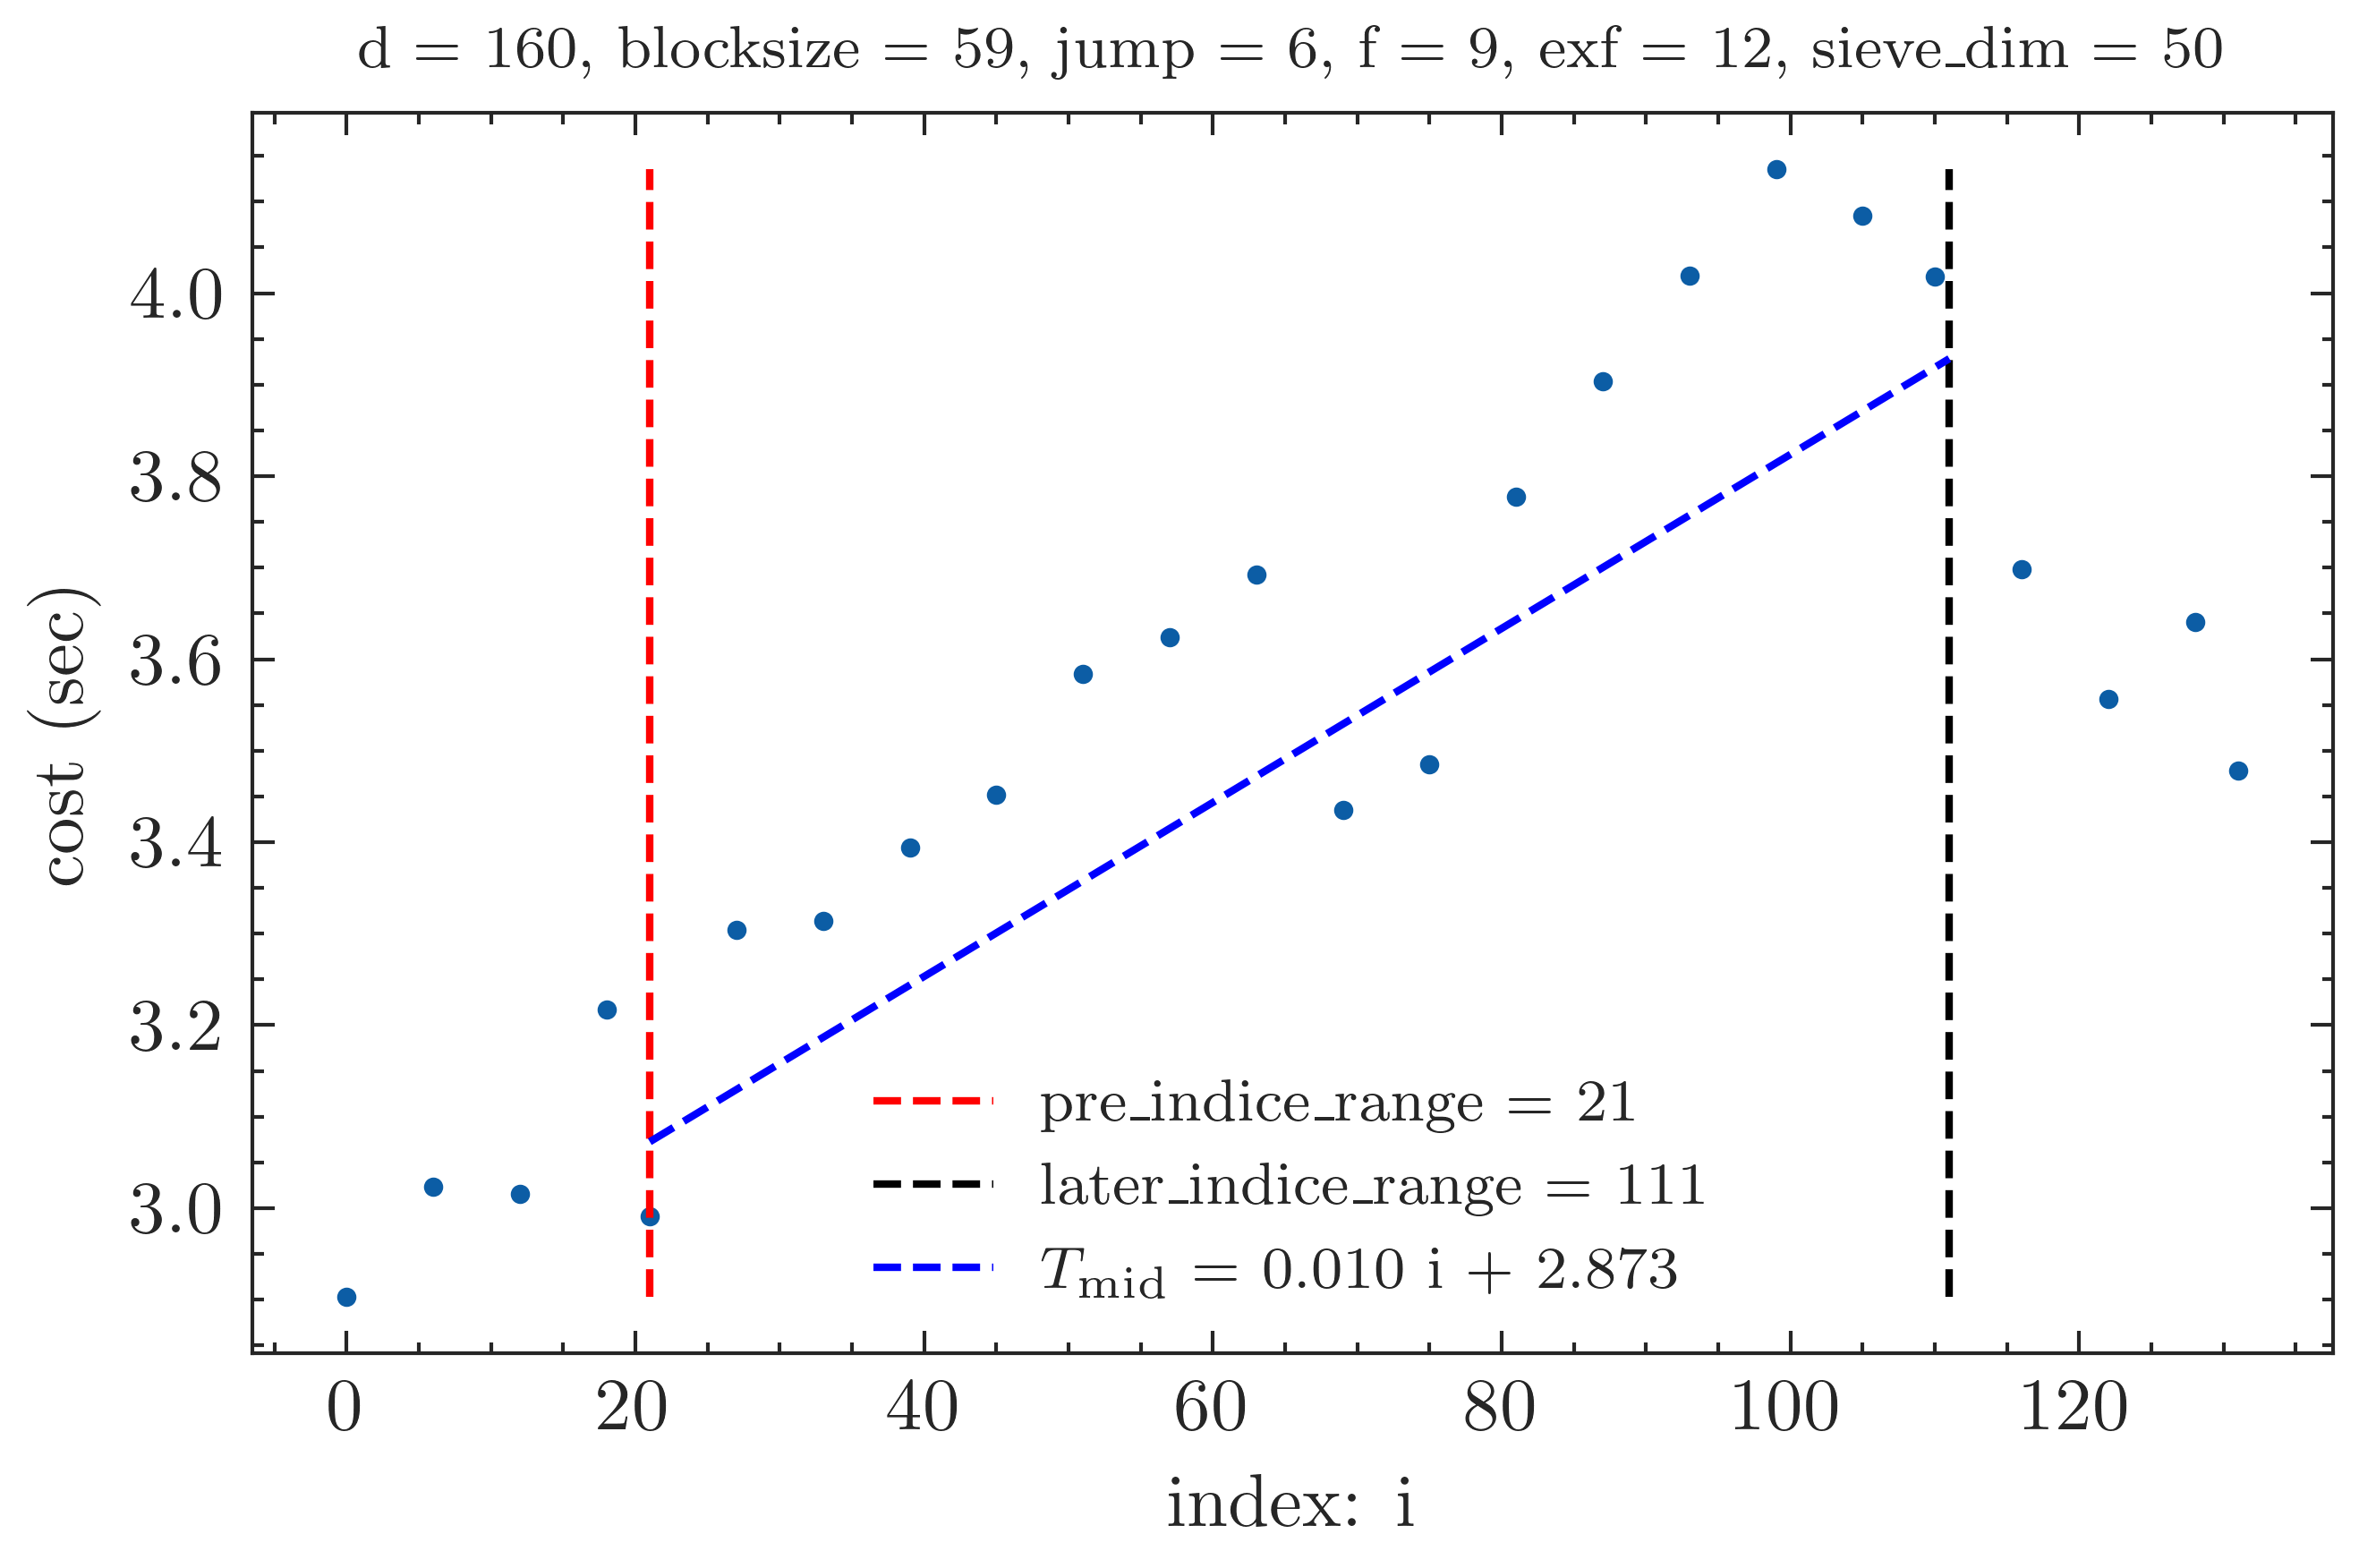 d = 160, blocksize = 59, jump = 6, f = 9, exf = 12, sieve_dim = 50
cost (sec)
4.0
3.8
3.6
3.4
3.2
3.0
pre_indice_range = 21
later_indice_range = 111
T_mid = 0.010 i + 2.873
0 20 40 60 80 100 120
index: i